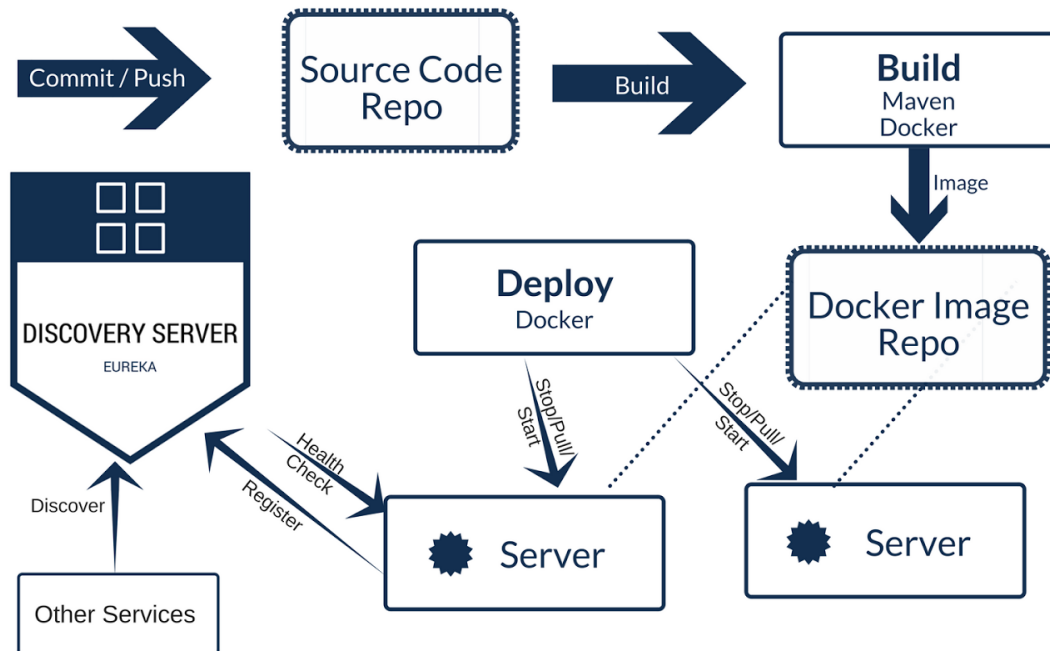 Commit / Push
Source Code
Repo
Build
Build
Maven
Docker
Image
Docker Image
Repo
Deploy
Docker
Stop/Pull/
Start
Stop/Pull/
Start
DISCOVERY SERVER
EUREKA
Health
Check
Register
Discover
Server
Server
Other Services